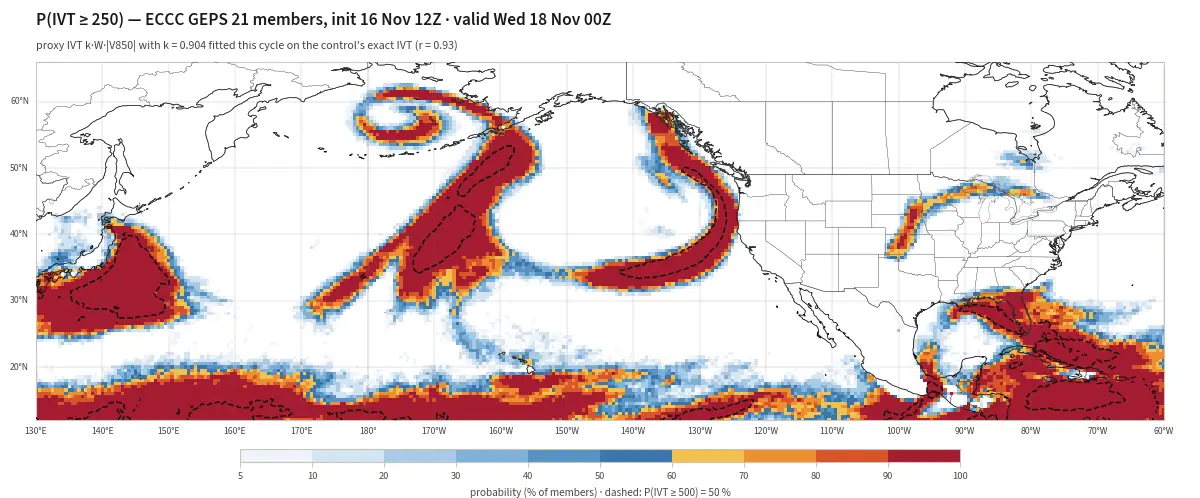 P(IVT ≥ 250) — ECCC GEPS 21 members, init 16 Nov 12Z · valid Wed 18 Nov 00Z
proxy IVT k·W·|V850| with k = 0.904 fitted this cycle on the control's exact IVT (r = 0.93)
60°N
50°N
40°N
30°N
20°N
130°E 140°E 150°E 160°E 170°E 180° 170°W 160°W 150°W 140°W 130°W 120°W 110°W 100°W 90°W 80°W 70°W 60°W
5 10 20 30 40 50 60 70 80 90 100
probability (% of members) · dashed: P(IVT ≥ 500) = 50 %